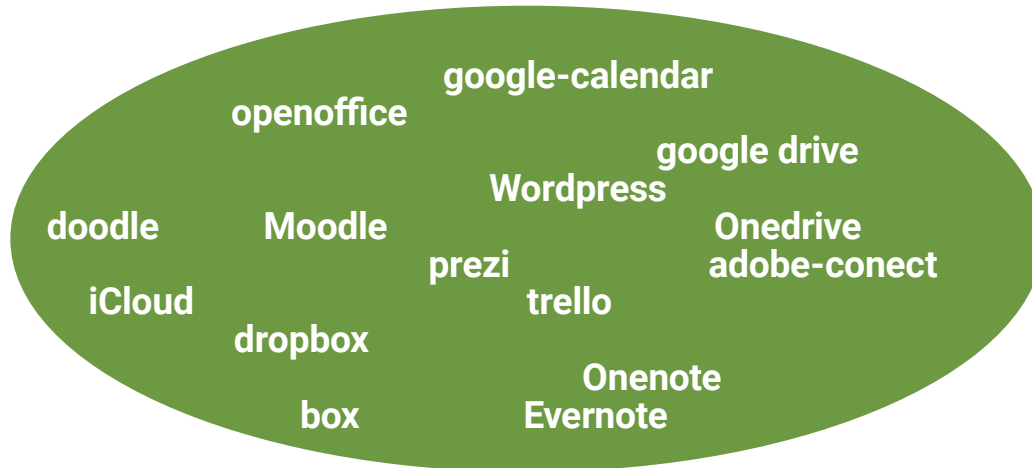 google-calendar
openoffice
google drive
Wordpress
doodle Moodle Onedrive
prezi adobe-conect
iCloud trello
dropbox
Onenote
box Evernote